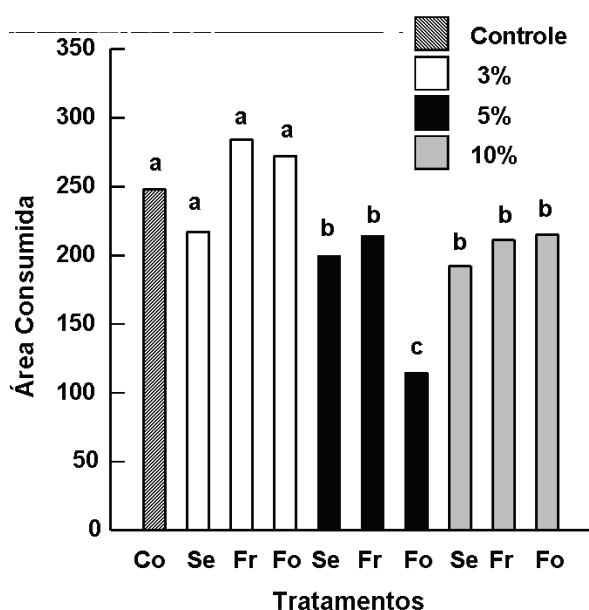 Controle
3%
5%
10%
Área Consumida
350
300
250
200
150
100
50
0
a
a
a
a
b
b
c
b
b
b
Co Se Fr Fo Se Fr Fo Se Fr Fo
Tratamentos